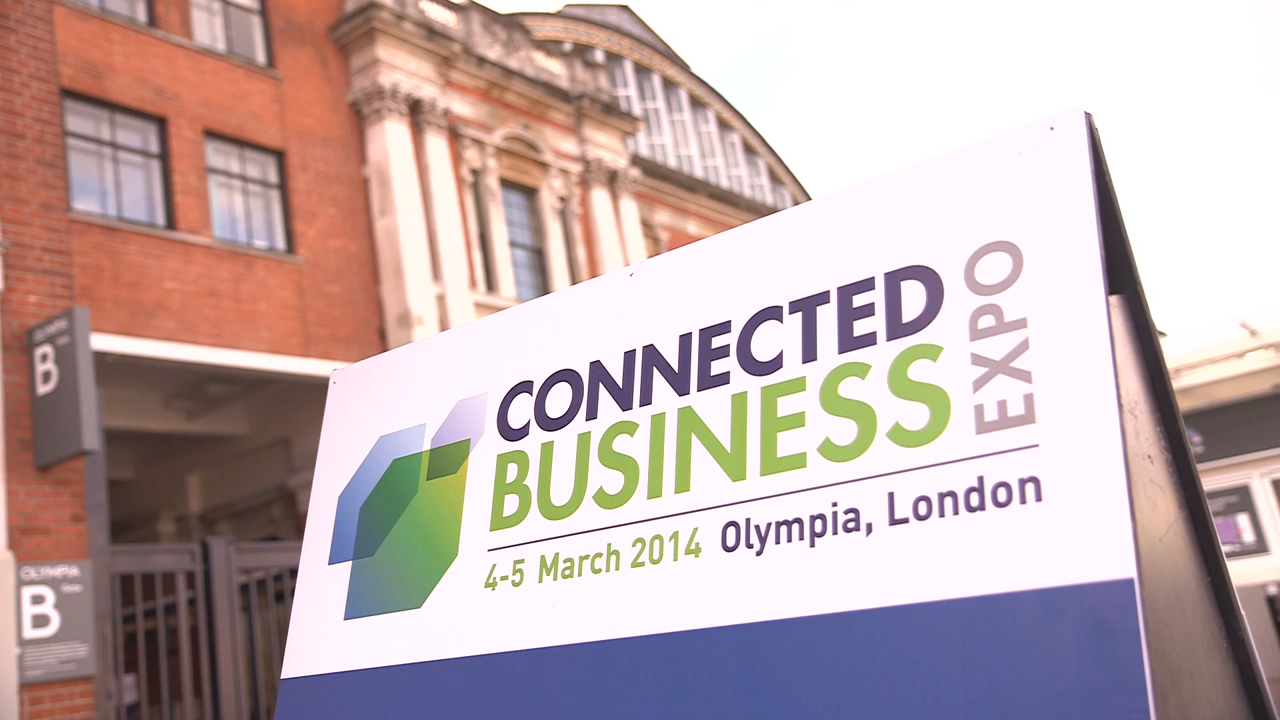 CONNECTED
BUSINESS
EXPO
4-5 March 2014 Olympia, London
OLYMPIA
B
OLYMPIA
B